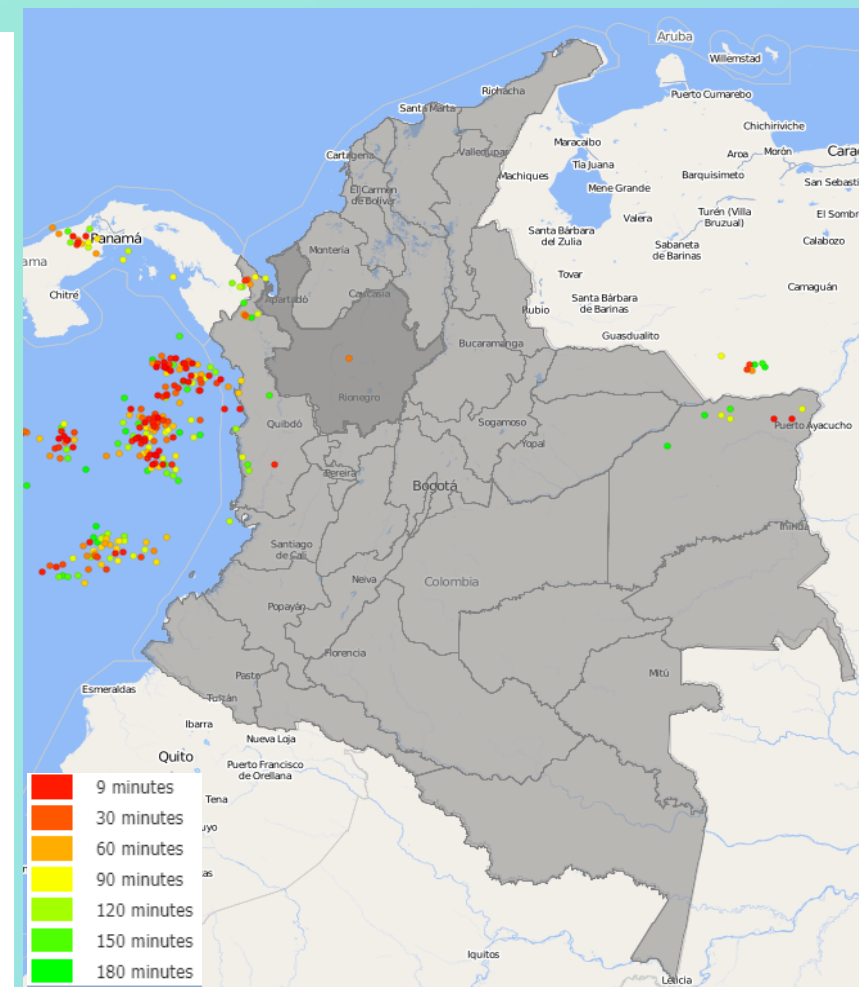 Aruba
Willemstad
Riohacha
Puerto Cumarebo
Santa Marta
Chichiriviche
Cartagena
Maracaibo
Aroa
Morón
Carac
Valledupar
Tía Juana
Machiques
Barquisimeto
San Sebasti
El Carmen
de Bolívar
Mene Grande
Valera
Turén (Villa
Bruzual)
El Sombr
Panamá
Montería
Santa Bárbara
del Zulia
Sabaneta
de Barinas
Calabozo
ama
Chitré
Tovar
Camaguán
Apartadó
Caucasia
Rubio
Santa Bárbara
de Barinas
Guasdualito
Bucaramanga
Rionegro
Quibdó
Sogamoso
Yopal
Puerto Ayacucho
Pereira
Bogotá
Inírida
Santiago
de Cali
Neiva
Colombia
Popayán
Florencia
Mitú
Pasto
Esmeraldas
Ibarra
Nueva Loja
Quito
Puerto Francisco
de Orellana
Tena
uyo
as
Iquitos
Leticia
9 minutes
30 minutes
60 minutes
90 minutes
120 minutes
150 minutes
180 minutes